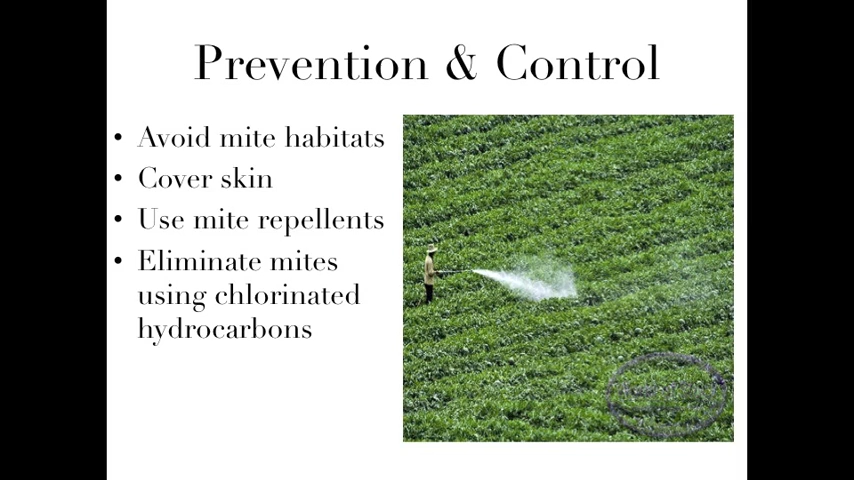 Prevention & Control
• Avoid mite habitats
• Cover skin
• Use mite repellents
• Eliminate mites
using chlorinated
hydrocarbons